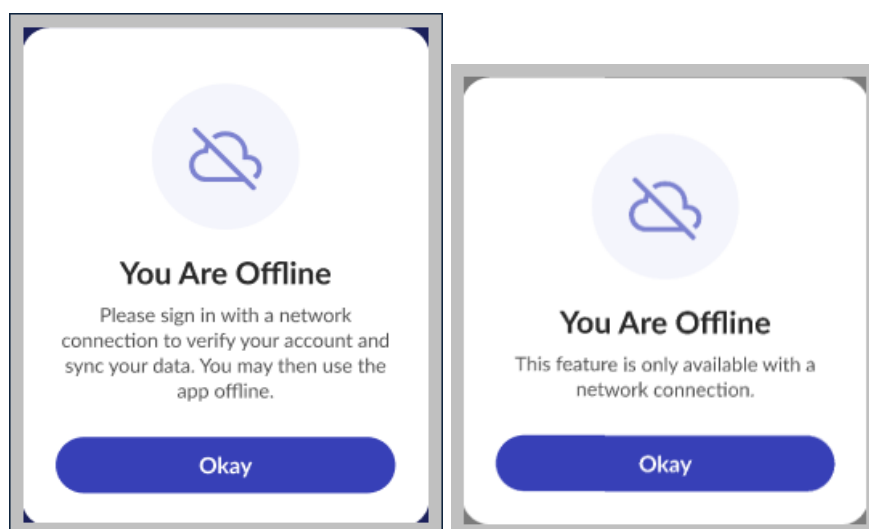 You Are Offline
Please sign in with a network
connection to verify your account and
sync your data. You may then use the
app offline.
Okay
You Are Offline
This feature is only available with a
network connection.
Okay